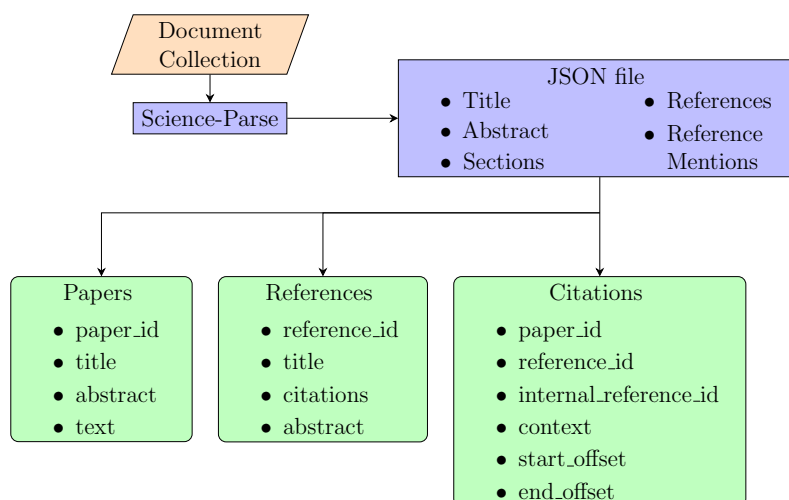 Document
Collection
Science-Parse
JSON file
• Title
• Abstract
• Sections
• References
• Reference
Mentions
Papers
• paper_id
• title
• abstract
• text
References
• reference_id
• title
• citations
• abstract
Citations
• paper_id
• reference_id
• internal_reference_id
• context
• start_offset
• end_offset